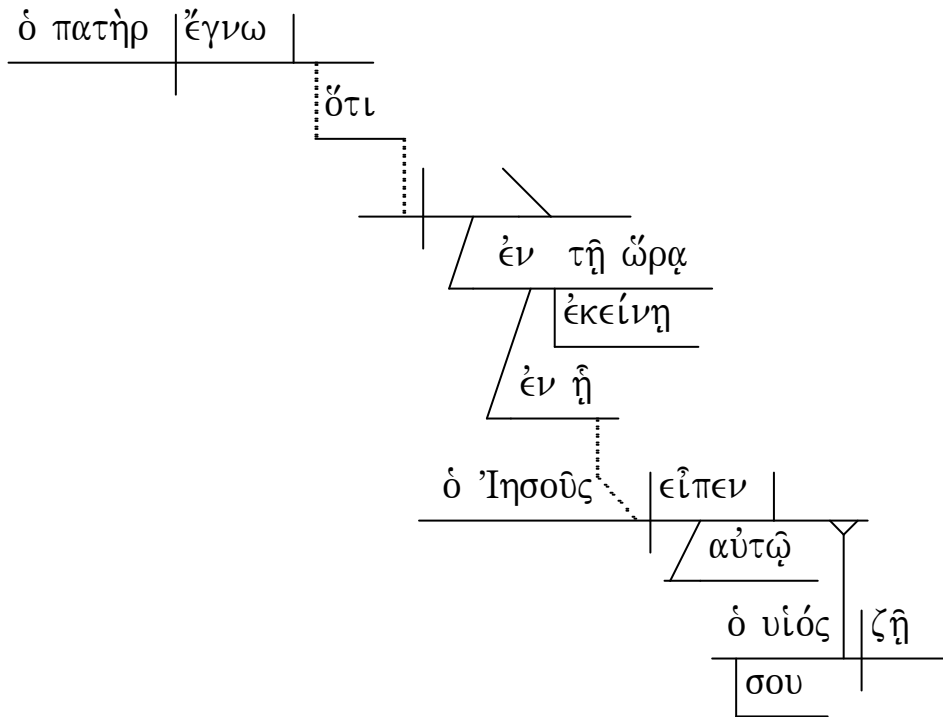 ὁ πατὴρ ἔγνω
ὅτι
ἐν τῇ ὥρᾳ
ἐκείνῃ
ἐν ᾗ
ὁ Ἰησοῦς εἶπεν
αὐτῷ
ὁ υἱός ζῇ
σου